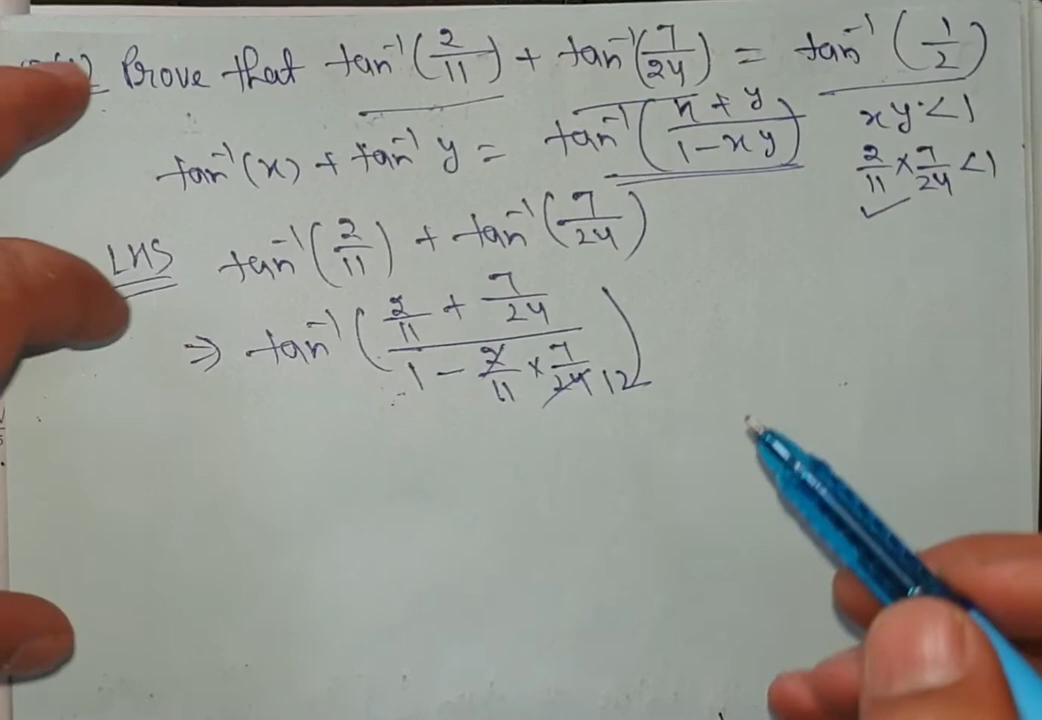 Prove that tan⁻¹(2/11) + tan⁻¹(7/24) = tan⁻¹(1/2)
tan⁻¹(x) + tan⁻¹ y = tan⁻¹((x + y)/(1 - xy))
xy < 1
2/11 × 7/24 < 1 ✓
LHS tan⁻¹(2/11) + tan⁻¹(7/24)
⇒ tan⁻¹((2/11 + 7/24)/(1 - 2/11 × 7/24 12))